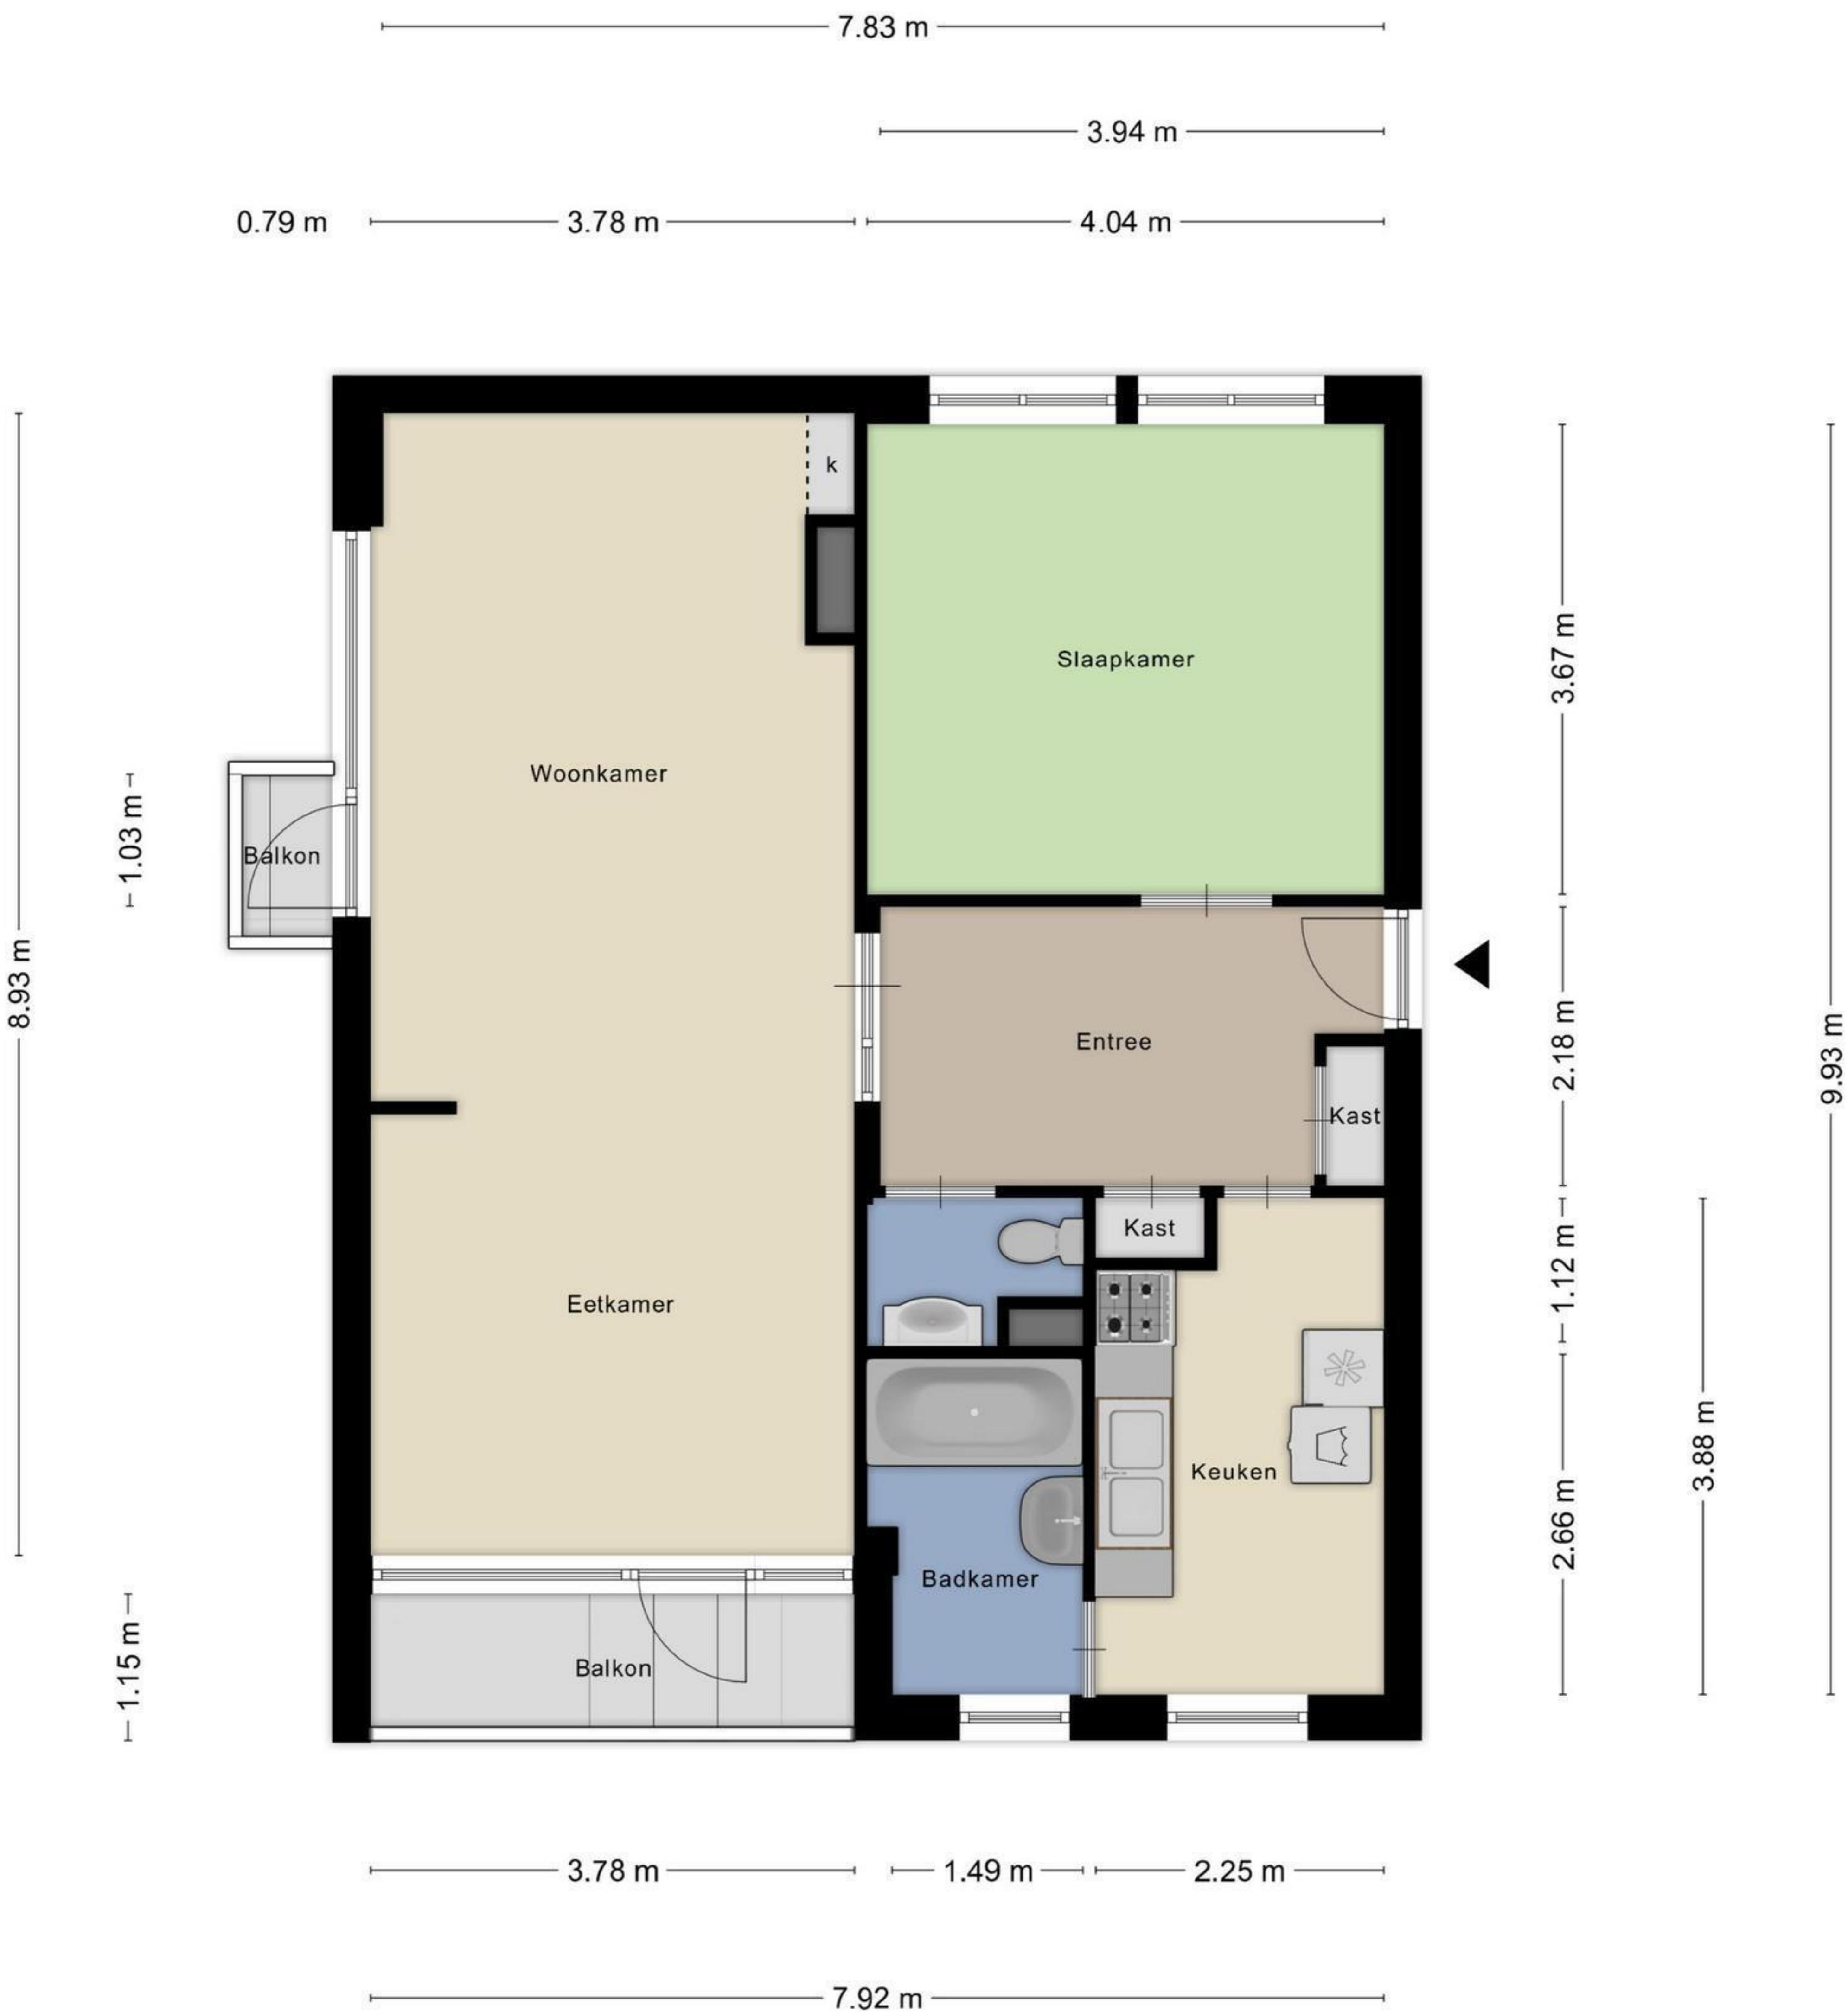 7.83 m
3.94 m
0.79 m
3.78 m
4.04 m
k
Slaapkamer
3.67 m
Woonkamer
1.03 m
Balkon
8.93 m
Entree
2.18 m
9.93 m
Kast
Kast
1.12 m
Eetkamer
Keuken
3.88 m
2.66 m
Badkamer
1.15 m
Balkon
3.78 m
1.49 m
2.25 m
7.92 m